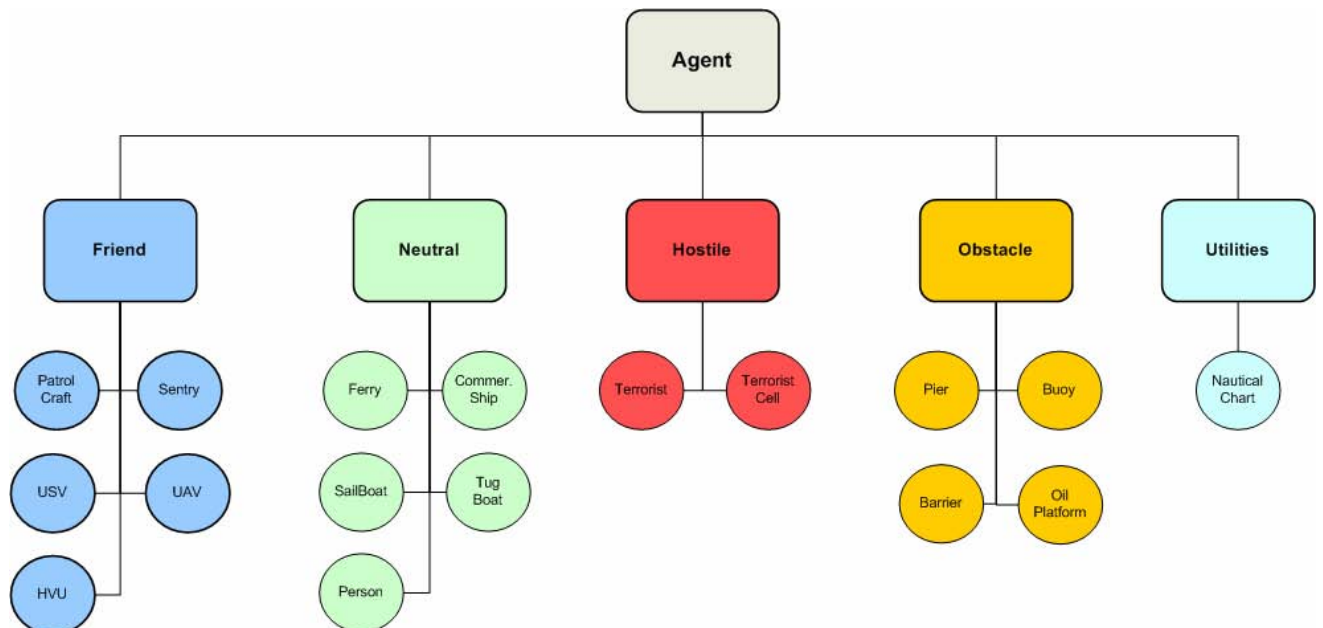 Agent
Friend
Neutral
Hostile
Obstacle
Utilities
Patrol
Craft
Sentry
Ferry
Commer.
Ship
Terrorist
Terrorist
Cell
Pier
Buoy
Nautical
Chart
USV
UAV
SailBoat
Tug
Boat
Barrier
Oil
Platform
HVU
Person